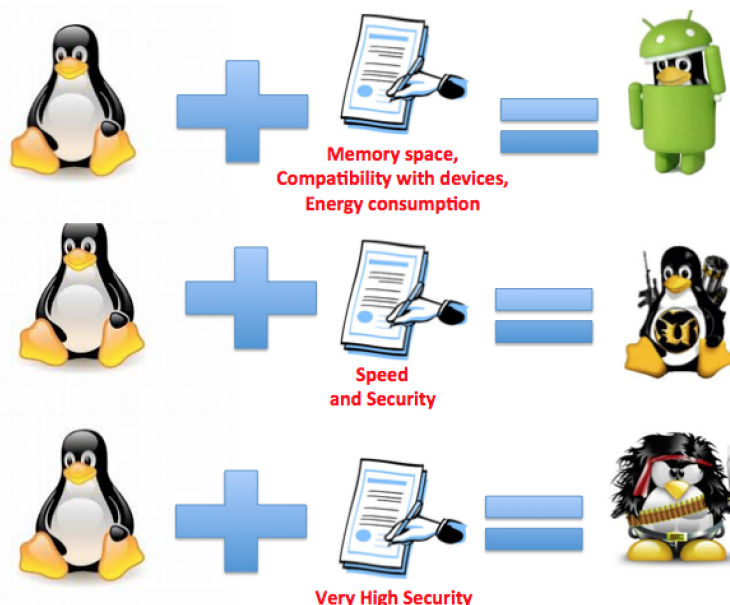 Memory space,
Compatibility with devices,
Energy consumption
Speed
and Security
Very High Security